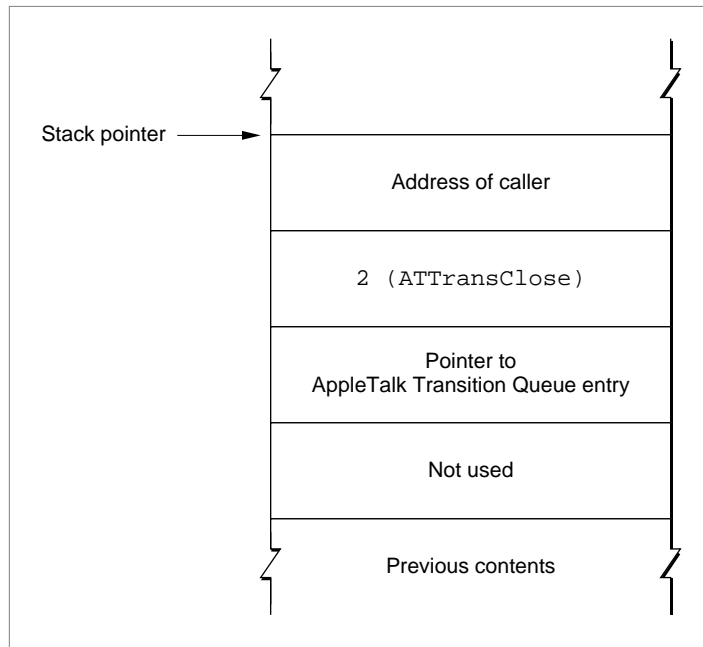 Stack pointer
Address of caller
2 (ATTransClose)
Pointer to
AppleTalk Transition Queue entry
Not used
Previous contents